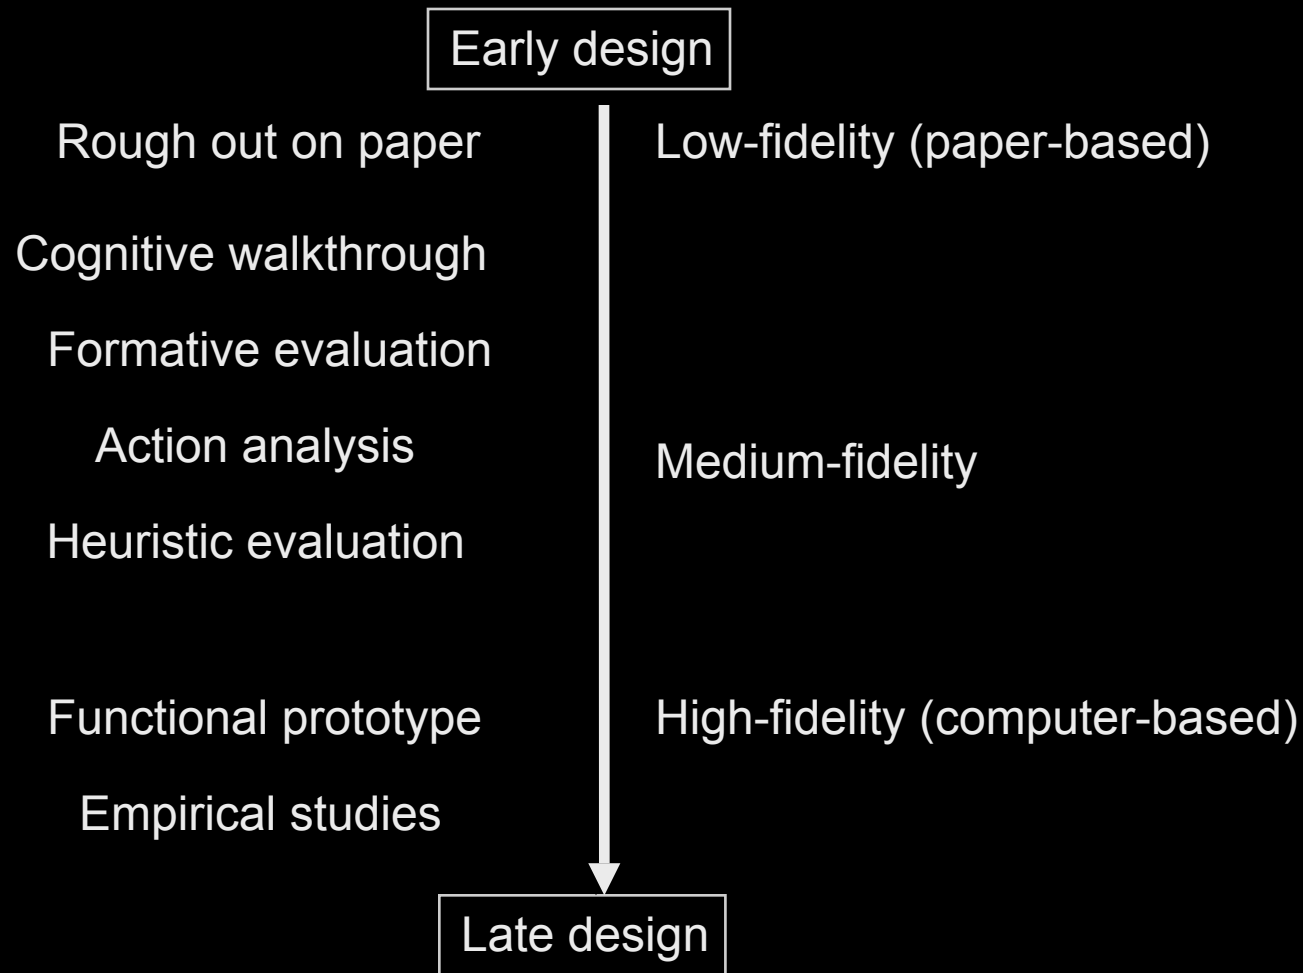 Early design
Rough out on paper
Low-fidelity (paper-based)
Cognitive walkthrough
Formative evaluation
Action analysis
Medium-fidelity
Heuristic evaluation
Functional prototype
High-fidelity (computer-based)
Empirical studies
Late design